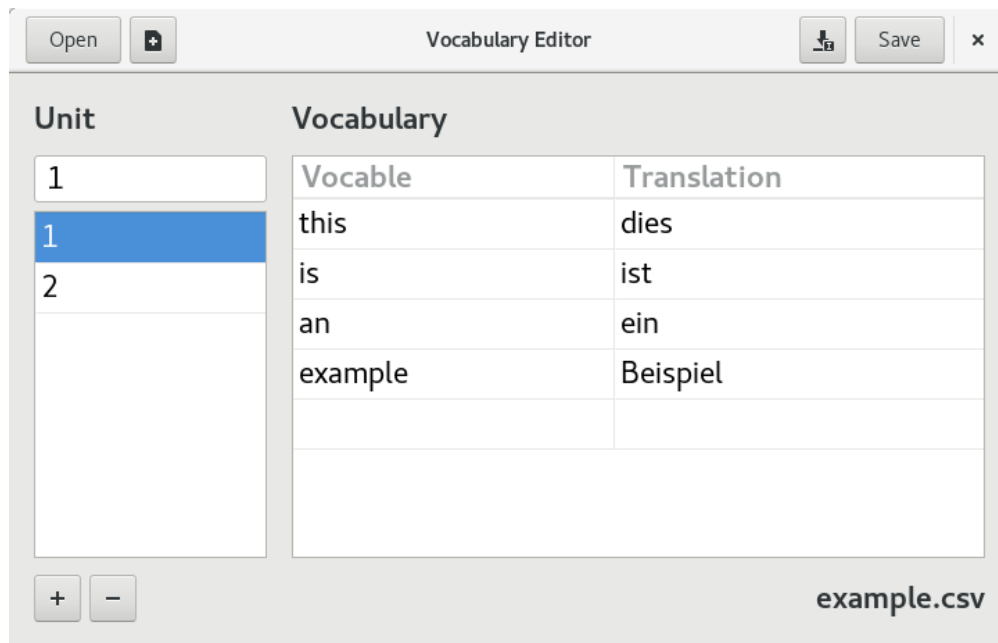 Open Vocabulary Editor Save ×
Unit
1
1
2
+ −
Vocabulary
Vocable Translation
this dies
is ist
an ein
example Beispiel
example.csv